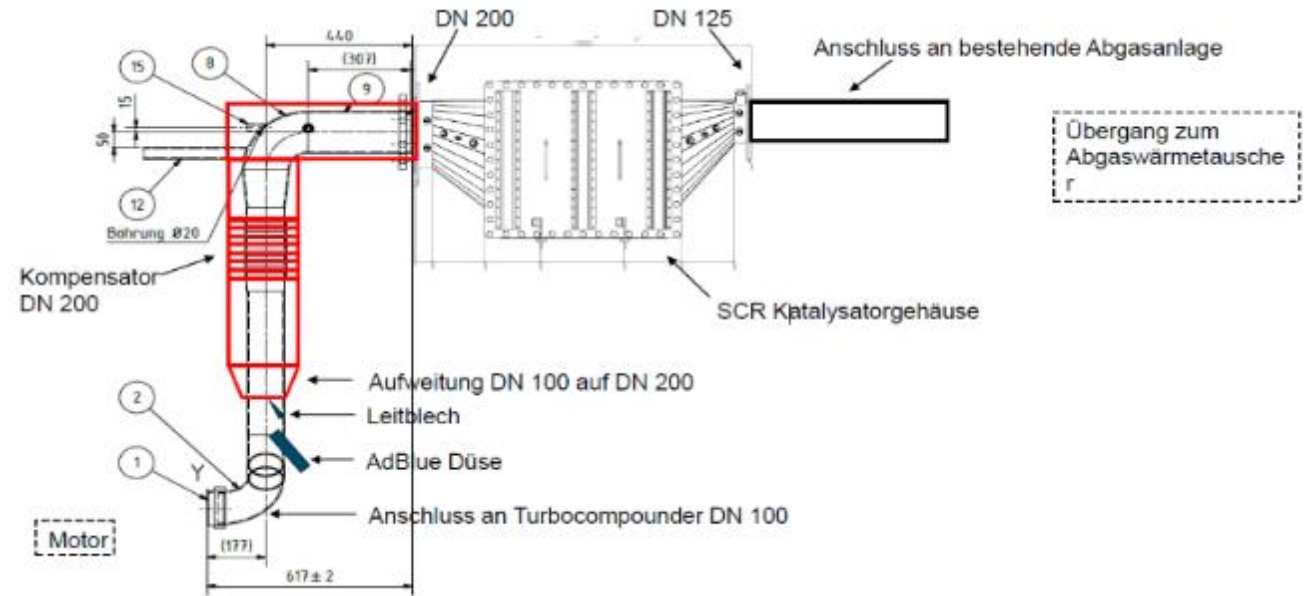 DN 200
DN 125
440
Anschluss an bestehende Abgasanlage
(307)
15
8
9
15
50
Übergang zum
Abgaswärmetausche
r
12
Bohrung Ø20
Kompensator
DN 200
SCR Katalysatorgehäuse
Aufweitung DN 100 auf DN 200
2
Leitblech
1
Y
AdBlue Düse
Anschluss an Turbocompounder DN 100
Motor
(177)
617±2